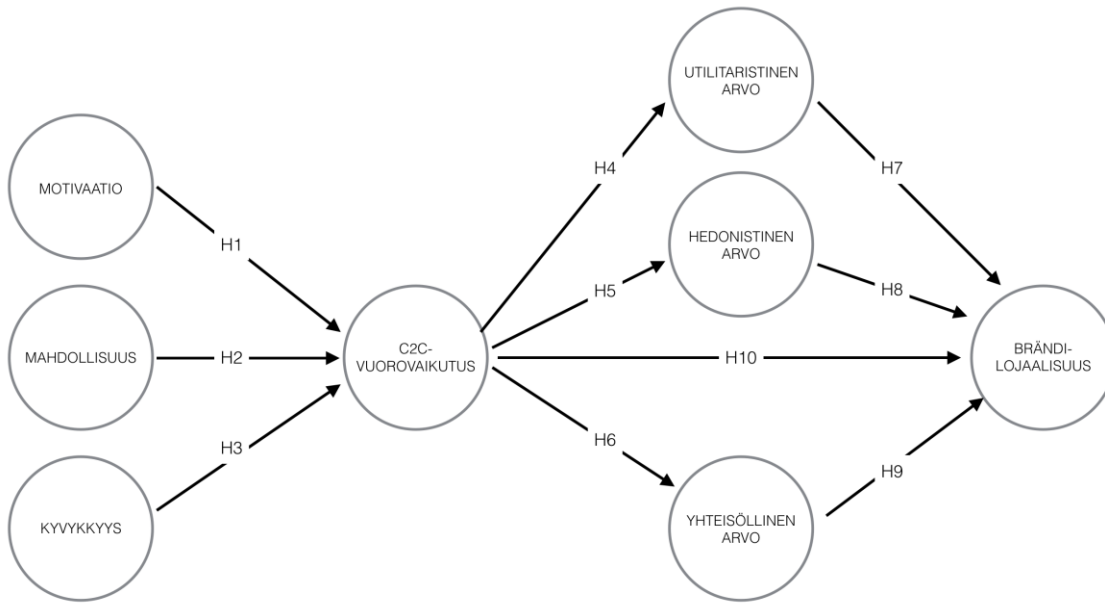 MOTIVAATIO
MAHDOLLISUUS
KYVYKKYYS
H1
H2
H3
C2C-
VUOROVAIKUTUS
H4
H5
H10
H6
UTILITARISTINEN
ARVO
HEDONISTINEN
ARVO
YHTEISÖLLINEN
ARVO
H7
H8
H9
BRÄNDI-
LOJAALISUUS